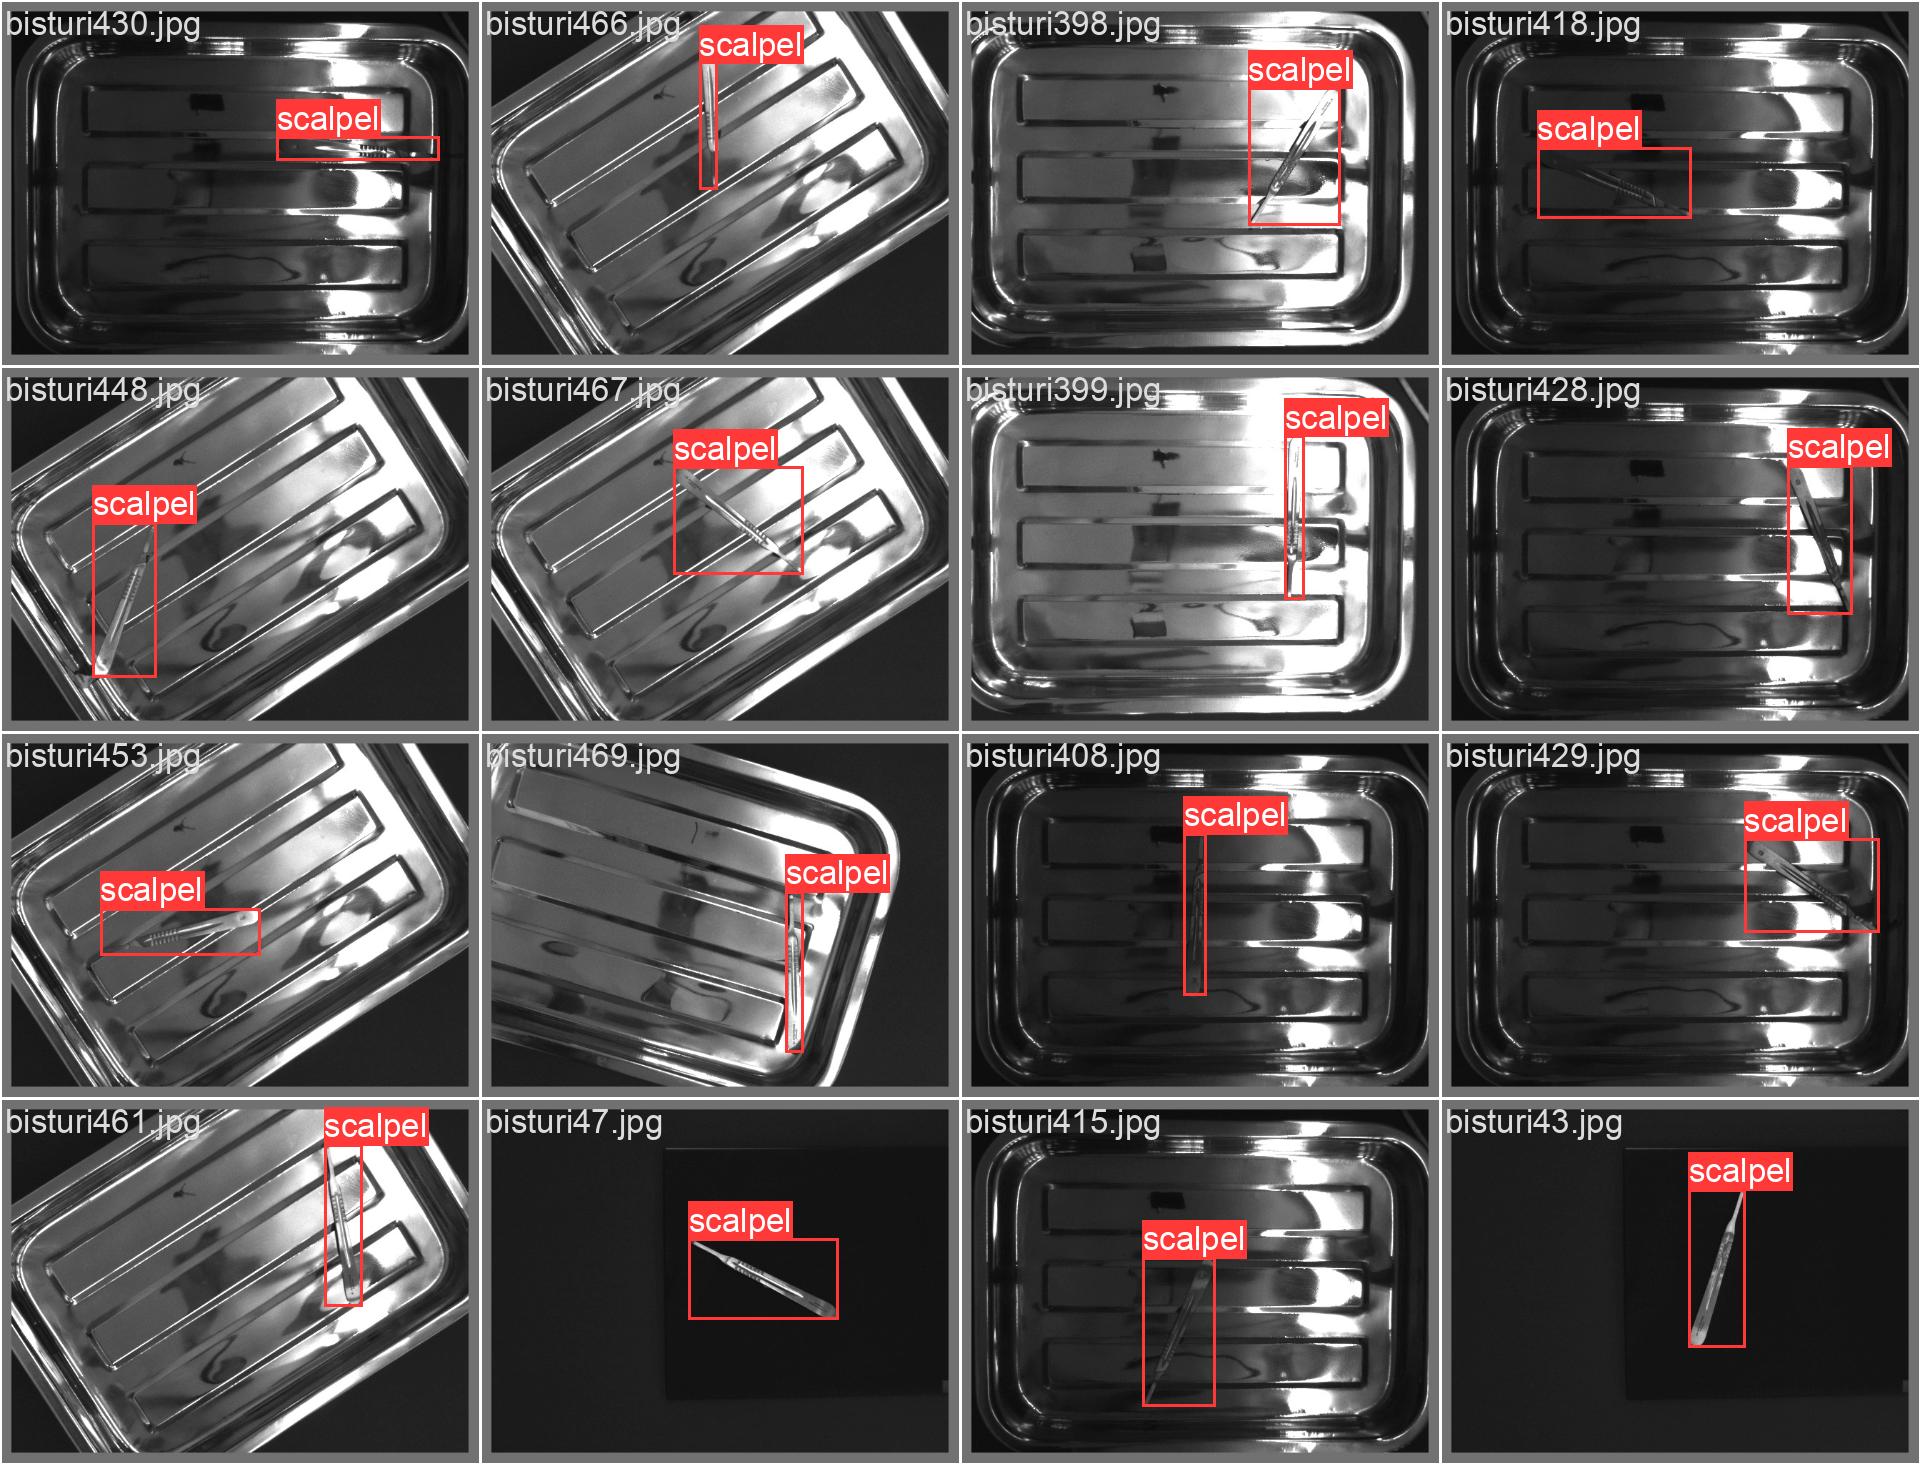 bisturi430.jpg
scalpel
bisturi466.jpg
scalpel
bisturi398.jpg
scalpel
bisturi418.jpg
scalpel
bisturi448.jpg
scalpel
bisturi467.jpg
scalpel
bisturi399.jpg
scalpel
bisturi428.jpg
scalpel
bisturi453.jpg
scalpel
bisturi469.jpg
scalpel
bisturi408.jpg
scalpel
bisturi429.jpg
scalpel
bisturi461.jpg
scalpel
bisturi47.jpg
scalpel
bisturi415.jpg
scalpel
bisturi43.jpg
scalpel